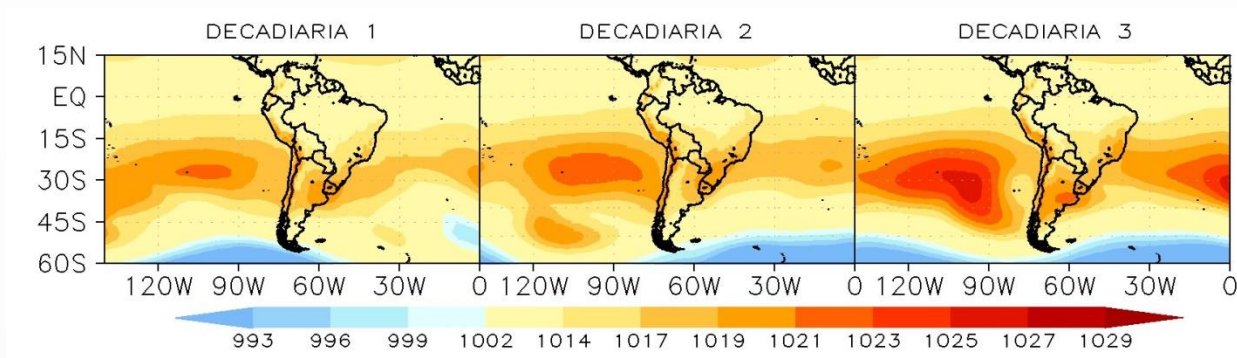 DECADIARIA 1 DECADIARIA 2 DECADIARIA 3
15N
EQ
15S
30S
45S
60S
120W 90W 60W 30W 0 120W 90W 60W 30W 0 120W 90W 60W 30W 0
993 996 999 1002 1014 1017 1019 1021 1023 1025 1027 1029